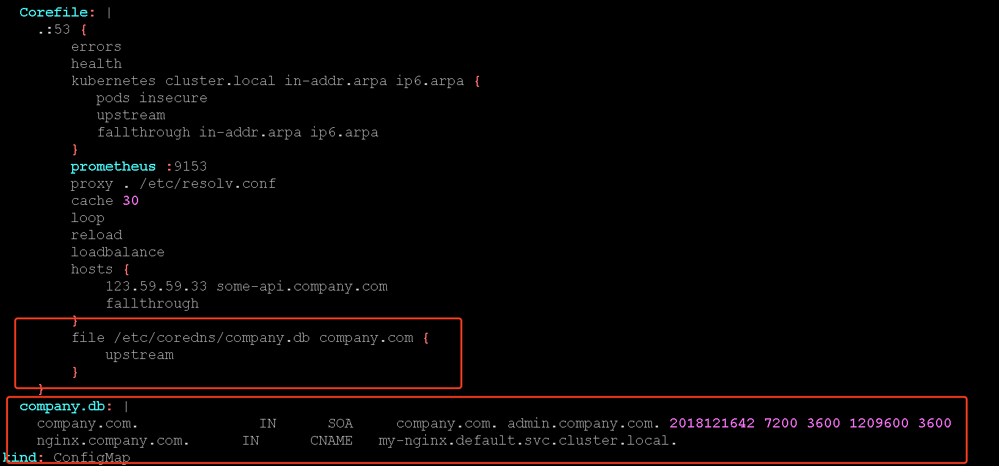 Corefile: |
.:53 {
errors
health
kubernetes cluster.local in-addr.arpa ip6.arpa {
pods insecure
upstream
fallthrough in-addr.arpa ip6.arpa
}
prometheus :9153
proxy . /etc/resolv.conf
cache 30
loop
reload
loadbalance
hosts {
123.59.59.33 some-api.company.com
fallthrough
}
file /etc/coredns/company.db company.com {
upstream
}
}
company.db: |
company.com. IN SOA company.com. admin.company.com. 2018121642 7200 3600 1209600 3600
nginx.company.com. IN CNAME my-nginx.default.svc.cluster.local.
kind: ConfigMap